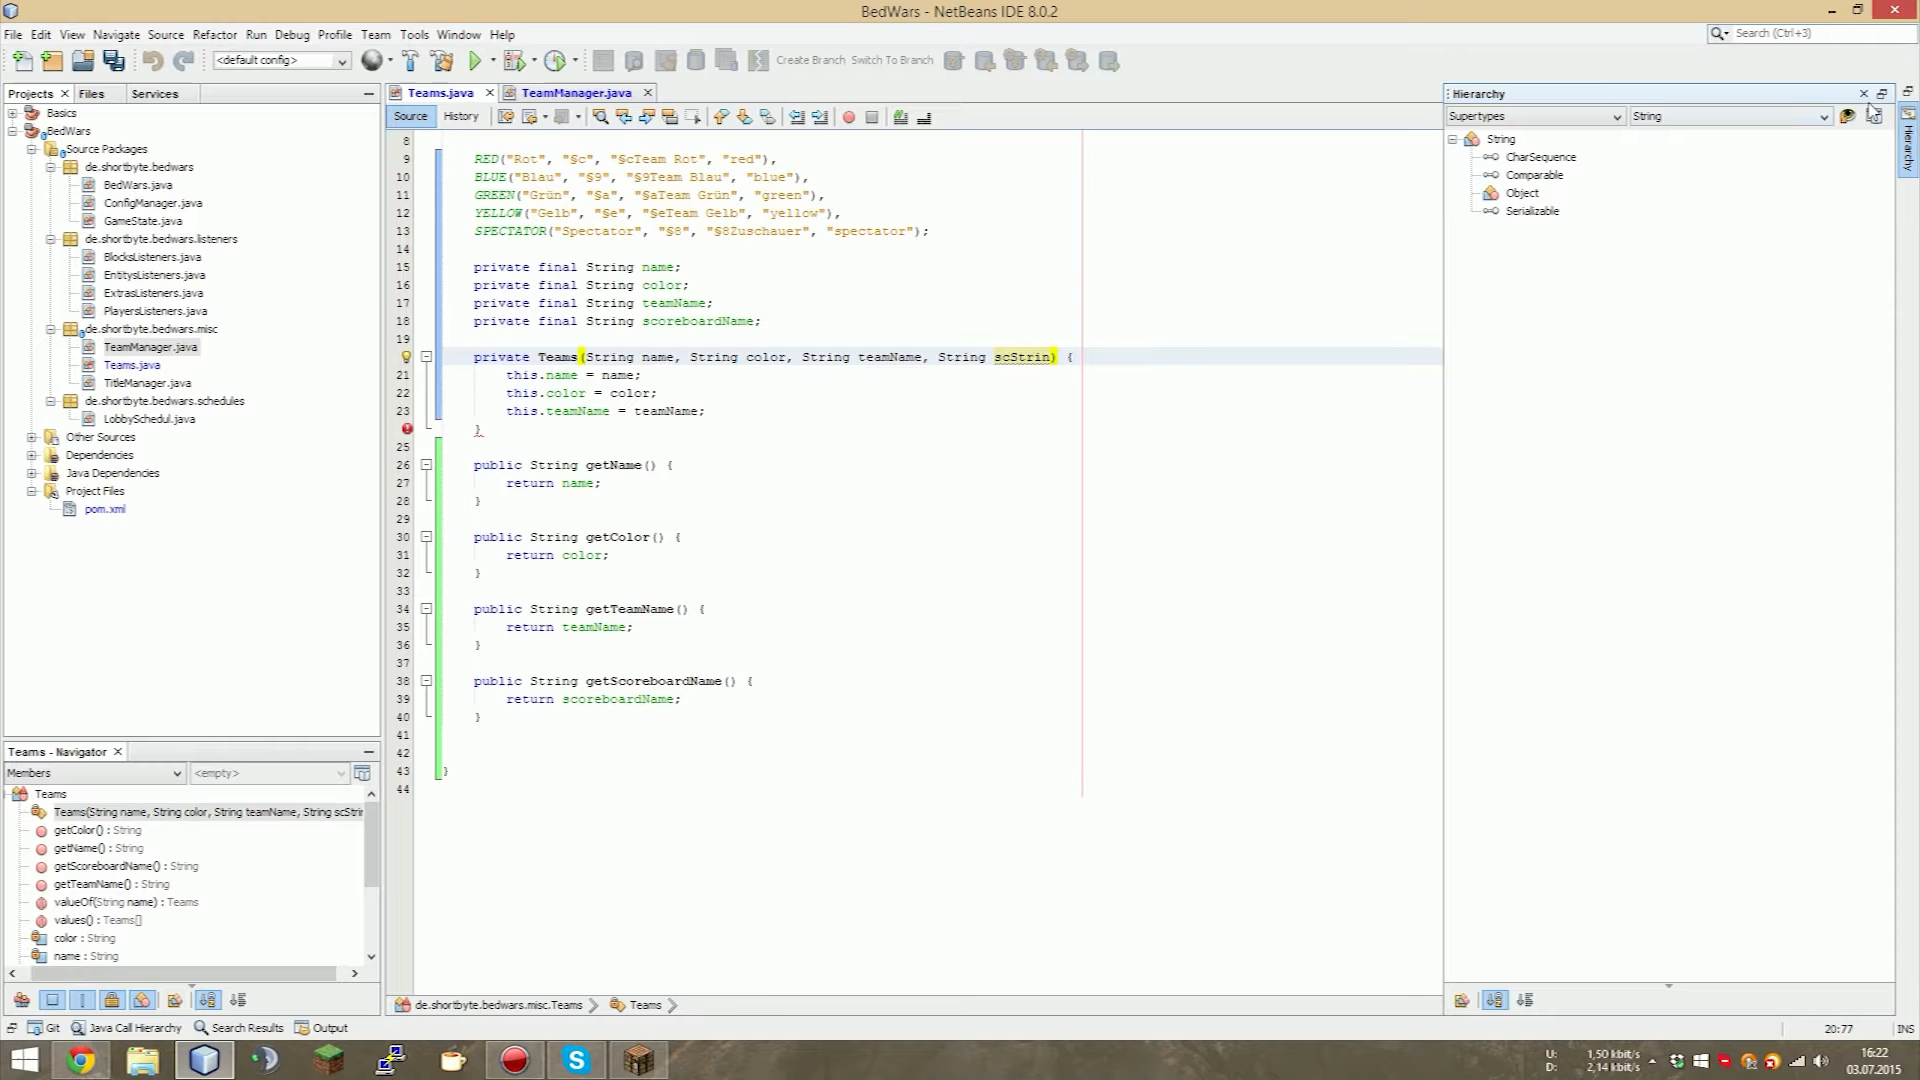 BedWars - NetBeans IDE 8.0.2
File Edit View Navigate Source Refactor Run Debug Profile Team Tools Window Help
Search (Ctrl+3)
<default config>
Create Branch Switch To Branch
Projects Files Services
Basics
BedWars
Source Packages
de.shortbyte.bedwars
BedWars.java
ConfigManager.java
GameState.java
de.shortbyte.bedwars.listeners
BlocksListeners.java
EntitysListeners.java
ExtrasListeners.java
PlayersListeners.java
de.shortbyte.bedwars.misc
TeamManager.java
Teams.java
TitleManager.java
de.shortbyte.bedwars.schedules
LobbySchedul.java
Other Sources
Dependencies
Java Dependencies
Project Files
pom.xml
Teams - Navigator
Members <empty>
Teams
Teams(String name, String color, String teamName, String scStrin
getColor() : String
getName() : String
getScoreboardName() : String
getTeamName() : String
valueOf(String name) : Teams
values() : Teams[]
color : String
name : String
Teams.java TeamManager.java
Source History
8
9 RED("Rot", "§c", "§cTeam Rot", "red"),
10 BLUE("Blau", "§9", "§9Team Blau", "blue"),
11 GREEN("Grün", "§a", "§aTeam Grün", "green"),
12 YELLOW("Gelb", "§e", "§eTeam Gelb", "yellow"),
13 SPECTATOR("Spectator", "§8", "§8Zuschauer", "spectator");
14
15 private final String name;
16 private final String color;
17 private final String teamName;
18 private final String scoreboardName;
19
private Teams(String name, String color, String teamName, String scStrin) {
21 this.name = name;
22 this.color = color;
23 this.teamName = teamName;
}
25
26 public String getName() {
27 return name;
28 }
29
30 public String getColor() {
31 return color;
32 }
33
34 public String getTeamName() {
35 return teamName;
36 }
37
38 public String getScoreboardName() {
39 return scoreboardName;
40 }
41
42
43 }
44
de.shortbyte.bedwars.misc.Teams Teams
Hierarchy
Supertypes String
String
CharSequence
Comparable
Object
Serializable
Hierarchy
Git Java Call Hierarchy Search Results Output
20:77 INS
U: 1,50 kbit/s
D: 2,14 kbit/s
16:22
03.07.2015